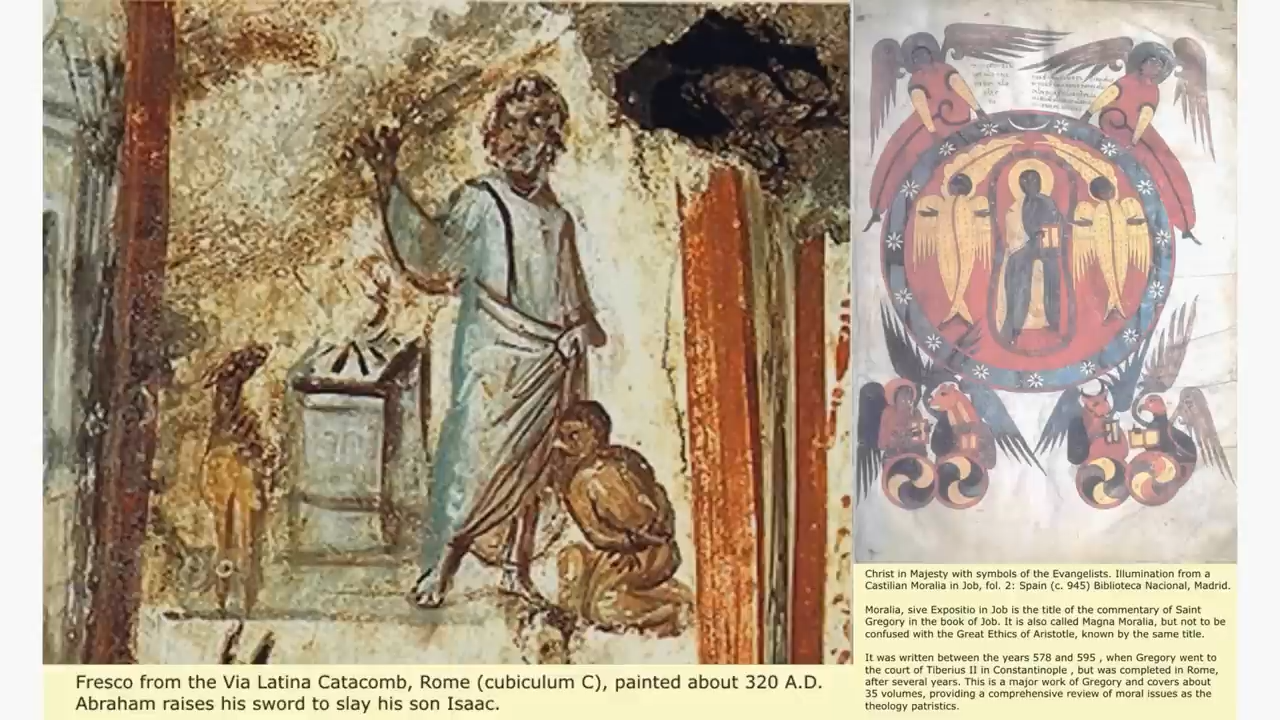 Fresco from the Via Latina Catacomb, Rome (cubiculum C), painted about 320 A.D.
Abraham raises his sword to slay his son Isaac.
Christ in Majesty with symbols of the Evangelists. Illumination from a
Castilian Moralia in Job, fol. 2: Spain (c. 945) Biblioteca Nacional, Madrid.
Moralia, sive Expositio in Job is the title of the commentary of Saint
Gregory in the book of Job. It is also called Magna Moralia, but not to be
confused with the Great Ethics of Aristotle, known by the same title.
It was written between the years 578 and 595 , when Gregory went to
the court of Tiberius II in Constantinople , but was completed in Rome,
after several years. This is a major work of Gregory and covers about
35 volumes, providing a comprehensive review of moral issues as the
theology patristics.